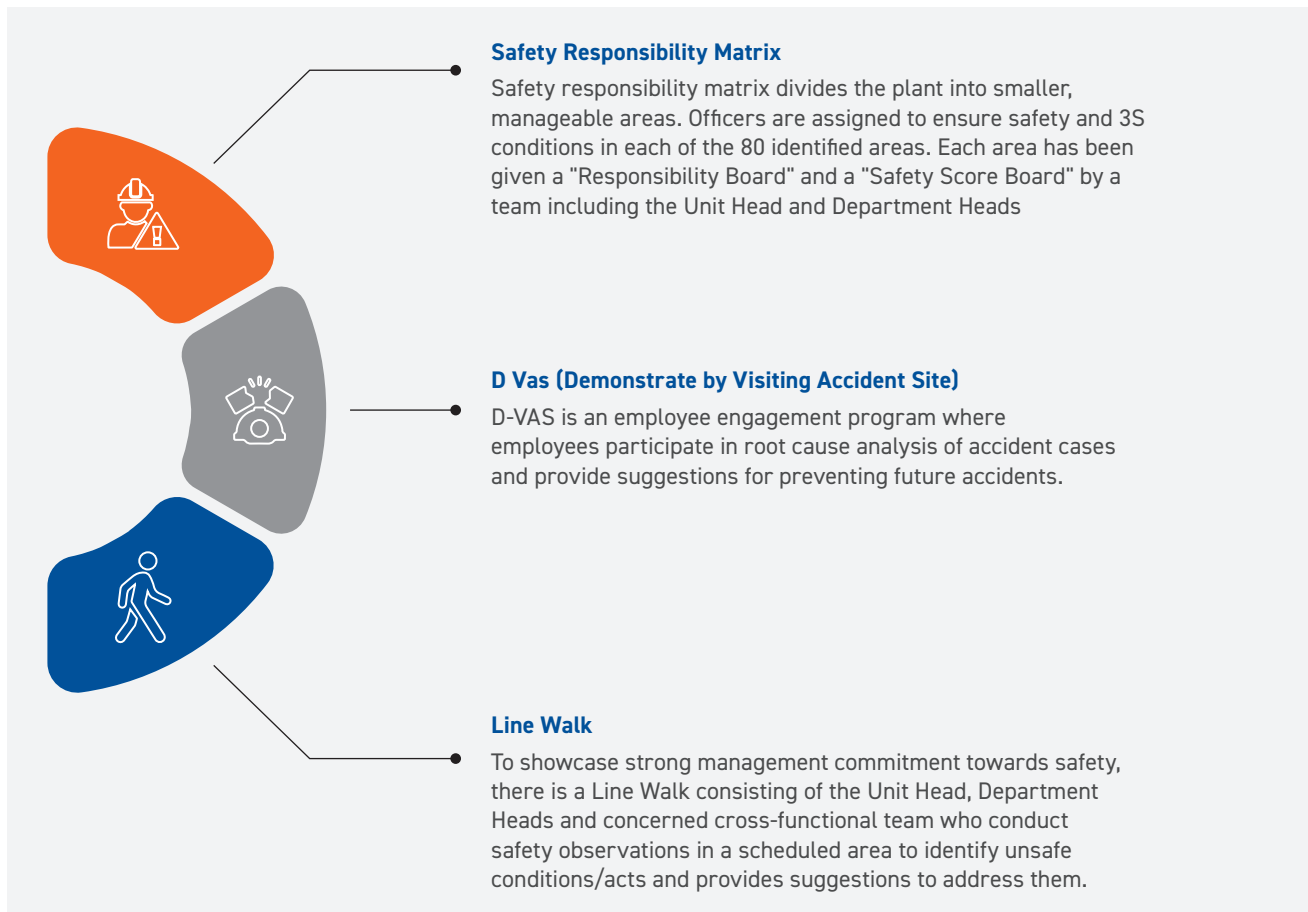 Safety Responsibility Matrix
Safety responsibility matrix divides the plant into smaller,
manageable areas. Officers are assigned to ensure safety and 3S
conditions in each of the 80 identified areas. Each area has been
given a "Responsibility Board" and a "Safety Score Board" by a
team including the Unit Head and Department Heads
D Vas (Demonstrate by Visiting Accident Site)
D-VAS is an employee engagement program where
employees participate in root cause analysis of accident cases
and provide suggestions for preventing future accidents.
Line Walk
To showcase strong management commitment towards safety,
there is a Line Walk consisting of the Unit Head, Department
Heads and concerned cross-functional team who conduct
safety observations in a scheduled area to identify unsafe
conditions/acts and provides suggestions to address them.